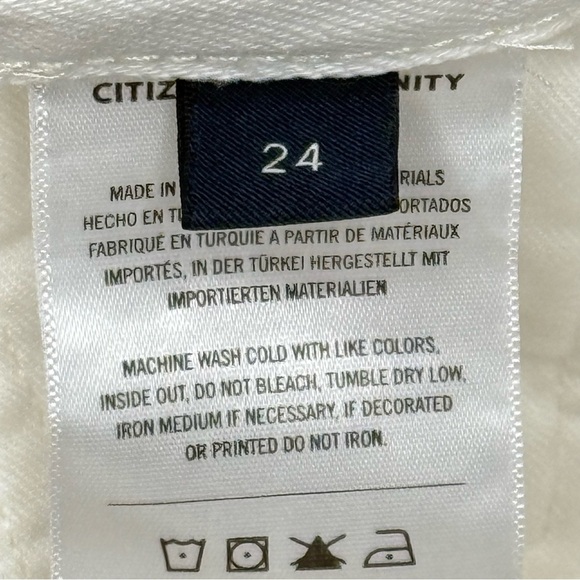 CITIZ NITY
24
MADE IN RIALS
HECHO EN TU ORTADOS
FABRIQUÉ EN TURQUIE A PARTIR DE MATÉRIAUX
IMPORTÉS, IN DER TÜRKEI HERGESTELLT MIT
IMPORTIERTEN MATERIALIEN
MACHINE WASH COLD WITH LIKE COLORS,
INSIDE OUT, DO NOT BLEACH, TUMBLE DRY LOW,
IRON MEDIUM IF NECESSARY, IF DECORATED
OR PRINTED DO NOT IRON.